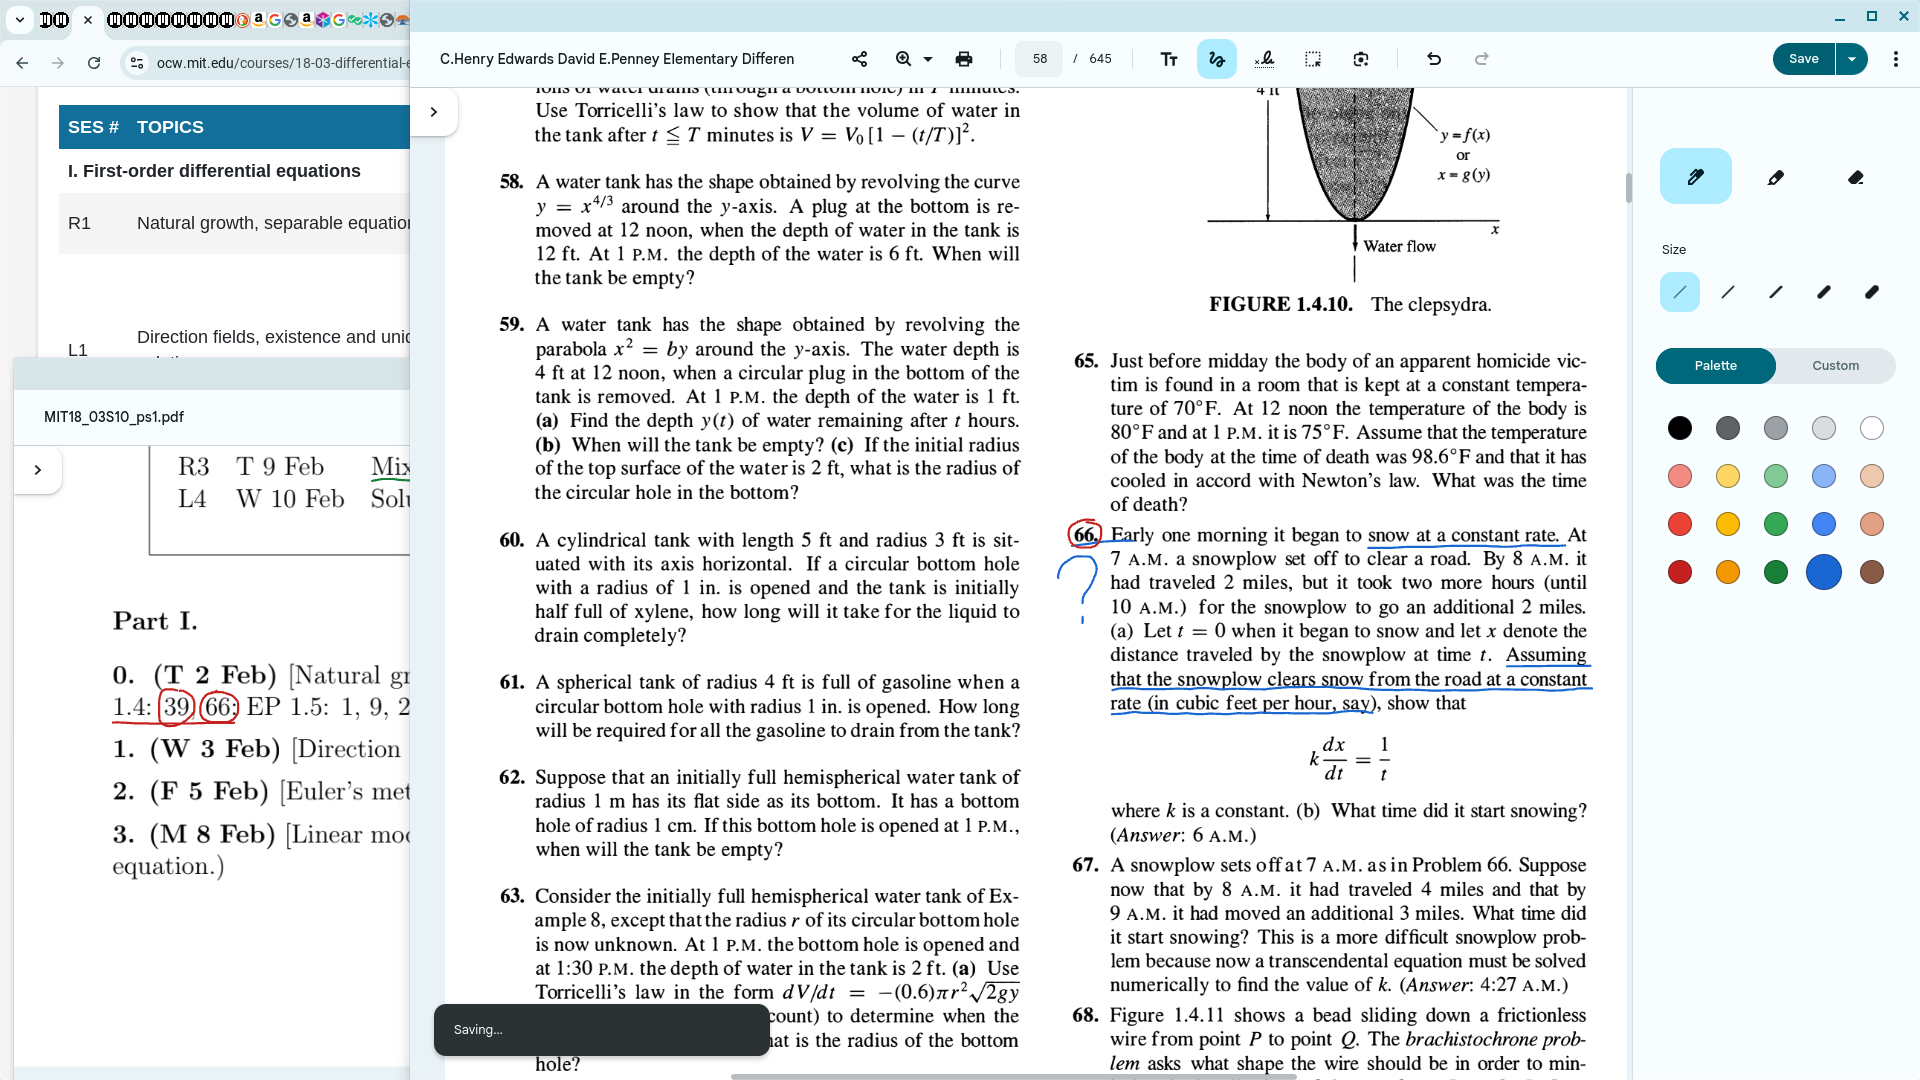 ocw.mit.edu/courses/18-03-differential-e
SES # TOPICS
I. First-order differential equations
R1 Natural growth, separable equation
L1 Direction fields, existence and uniq
MIT18_03S10_ps1.pdf
R3 T 9 Feb Mix
L4 W 10 Feb Solu
Part I.
0. (T 2 Feb) [Natural gr
1.4: 39, 66; EP 1.5: 1, 9, 2
1. (W 3 Feb) [Direction
2. (F 5 Feb) [Euler's met
3. (M 8 Feb) [Linear mod
equation.)
C.Henry Edwards David E.Penney Elementary Differen
58 / 645
Save
ions of water drains (through a bottom hole) in T minutes.
Use Torricelli's law to show that the volume of water in
the tank after t ≦ T minutes is V = V₀ [1 − (t/T)]².
58. A water tank has the shape obtained by revolving the curve
y = x^{4/3} around the y-axis. A plug at the bottom is re-
moved at 12 noon, when the depth of water in the tank is
12 ft. At 1 P.M. the depth of the water is 6 ft. When will
the tank be empty?
59. A water tank has the shape obtained by revolving the
parabola x² = by around the y-axis. The water depth is
4 ft at 12 noon, when a circular plug in the bottom of the
tank is removed. At 1 P.M. the depth of the water is 1 ft.
(a) Find the depth y(t) of water remaining after t hours.
(b) When will the tank be empty? (c) If the initial radius
of the top surface of the water is 2 ft, what is the radius of
the circular hole in the bottom?
60. A cylindrical tank with length 5 ft and radius 3 ft is sit-
uated with its axis horizontal. If a circular bottom hole
with a radius of 1 in. is opened and the tank is initially
half full of xylene, how long will it take for the liquid to
drain completely?
61. A spherical tank of radius 4 ft is full of gasoline when a
circular bottom hole with radius 1 in. is opened. How long
will be required for all the gasoline to drain from the tank?
62. Suppose that an initially full hemispherical water tank of
radius 1 m has its flat side as its bottom. It has a bottom
hole of radius 1 cm. If this bottom hole is opened at 1 P.M.,
when will the tank be empty?
63. Consider the initially full hemispherical water tank of Ex-
ample 8, except that the radius r of its circular bottom hole
is now unknown. At 1 P.M. the bottom hole is opened and
at 1:30 P.M. the depth of water in the tank is 2 ft. (a) Use
Torricelli's law in the form dV/dt = −(0.6)πr²√2gy
count) to determine when the
hat is the radius of the bottom
hole?
Saving...
4 ft
y = f(x)
or
x = g(y)
x
Water flow
FIGURE 1.4.10. The clepsydra.
65. Just before midday the body of an apparent homicide vic-
tim is found in a room that is kept at a constant tempera-
ture of 70°F. At 12 noon the temperature of the body is
80°F and at 1 P.M. it is 75°F. Assume that the temperature
of the body at the time of death was 98.6°F and that it has
cooled in accord with Newton's law. What was the time
of death?
66. Early one morning it began to snow at a constant rate. At
7 A.M. a snowplow set off to clear a road. By 8 A.M. it
had traveled 2 miles, but it took two more hours (until
10 A.M.) for the snowplow to go an additional 2 miles.
(a) Let t = 0 when it began to snow and let x denote the
distance traveled by the snowplow at time t. Assuming
that the snowplow clears snow from the road at a constant
rate (in cubic feet per hour, say), show that
k dx/dt = 1/t
where k is a constant. (b) What time did it start snowing?
(Answer: 6 A.M.)
67. A snowplow sets off at 7 A.M. as in Problem 66. Suppose
now that by 8 A.M. it had traveled 4 miles and that by
9 A.M. it had moved an additional 3 miles. What time did
it start snowing? This is a more difficult snowplow prob-
lem because now a transcendental equation must be solved
numerically to find the value of k. (Answer: 4:27 A.M.)
68. Figure 1.4.11 shows a bead sliding down a frictionless
wire from point P to point Q. The brachistochrone prob-
lem asks what shape the wire should be in order to min-
?
Size
Palette
Custom